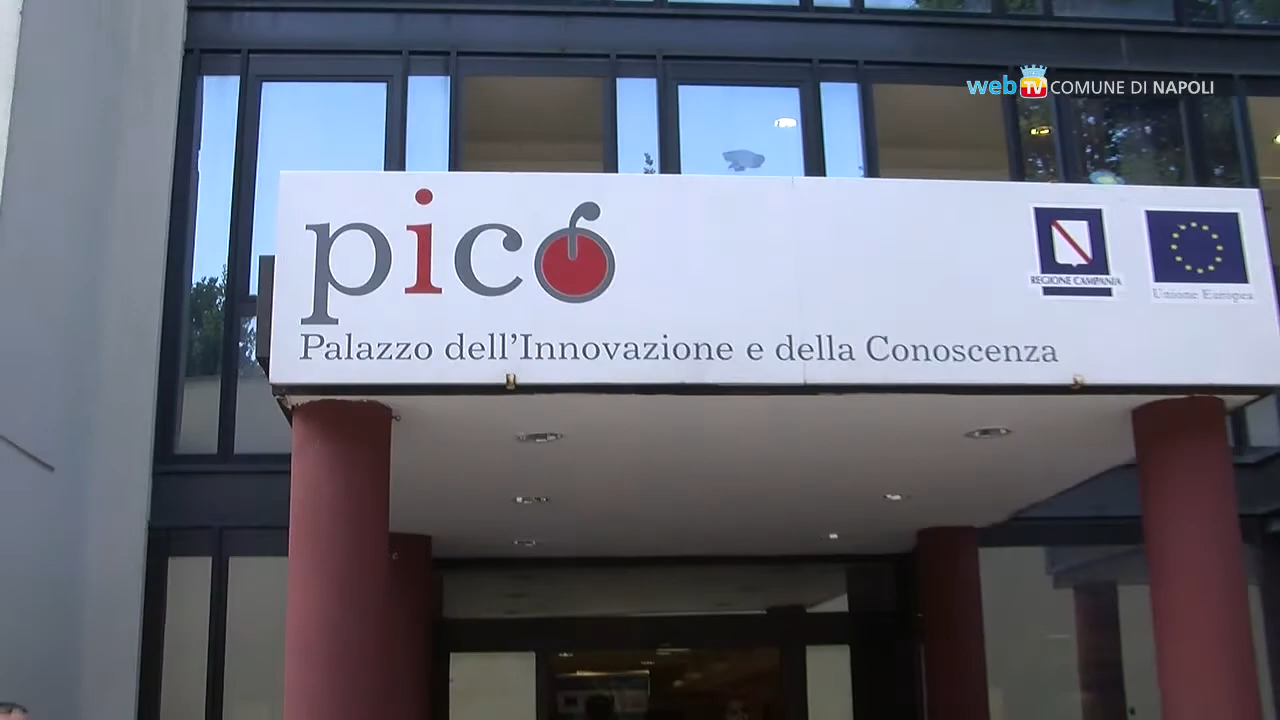 web TV COMUNE DI NAPOLI
pico
REGIONE CAMPANIA
Unione Europea
Palazzo dell'Innovazione e della Conoscenza